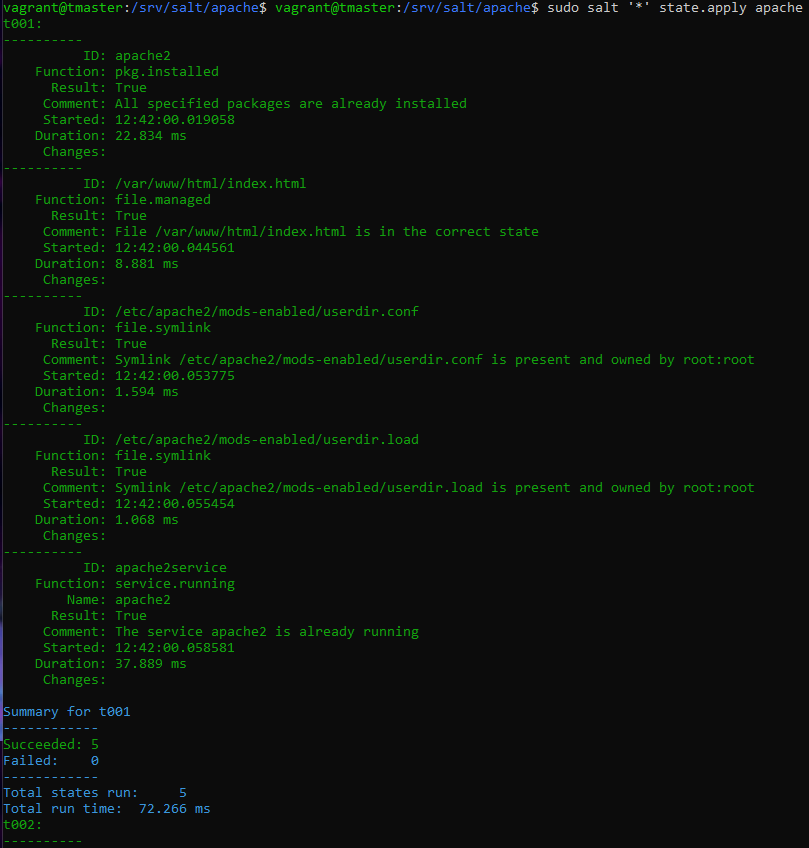 vagrant@tmaster:/srv/salt/apache$ vagrant@tmaster:/srv/salt/apache$ sudo salt '*' state.apply apache
t001:
----------
          ID: apache2
    Function: pkg.installed
      Result: True
     Comment: All specified packages are already installed
     Started: 12:42:00.019058
    Duration: 22.834 ms
     Changes:
----------
          ID: /var/www/html/index.html
    Function: file.managed
      Result: True
     Comment: File /var/www/html/index.html is in the correct state
     Started: 12:42:00.044561
    Duration: 8.881 ms
     Changes:
----------
          ID: /etc/apache2/mods-enabled/userdir.conf
    Function: file.symlink
      Result: True
     Comment: Symlink /etc/apache2/mods-enabled/userdir.conf is present and owned by root:root
     Started: 12:42:00.053775
    Duration: 1.594 ms
     Changes:
----------
          ID: /etc/apache2/mods-enabled/userdir.load
    Function: file.symlink
      Result: True
     Comment: Symlink /etc/apache2/mods-enabled/userdir.load is present and owned by root:root
     Started: 12:42:00.055454
    Duration: 1.068 ms
     Changes:
----------
          ID: apache2service
    Function: service.running
        Name: apache2
      Result: True
     Comment: The service apache2 is already running
     Started: 12:42:00.058581
    Duration: 37.889 ms
     Changes:

Summary for t001
------------
Succeeded: 5
Failed:    0
------------
Total states run:     5
Total run time:  72.266 ms
t002:
----------